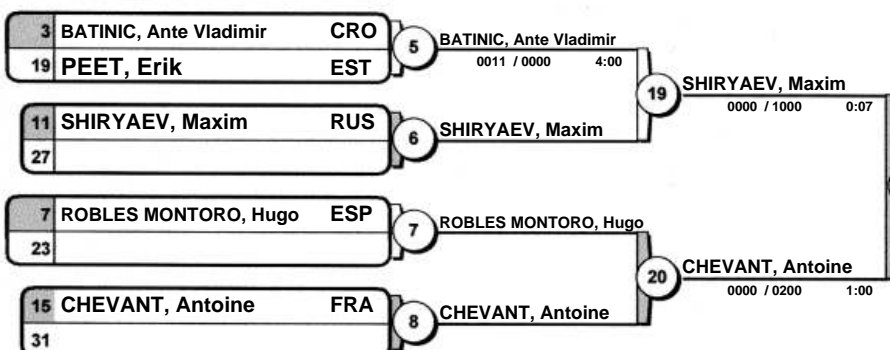 3 BATINIC, Ante Vladimir CRO
19 PEET, Erik EST
5 BATINIC, Ante Vladimir
0011 / 0000 4:00
11 SHIRYAEV, Maxim RUS
27
6 SHIRYAEV, Maxim
19 SHIRYAEV, Maxim
0000 / 1000 0:07
7 ROBLES MONTORO, Hugo ESP
23
7 ROBLES MONTORO, Hugo
15 CHEVANT, Antoine FRA
31
8 CHEVANT, Antoine
20 CHEVANT, Antoine
0000 / 0200 1:00